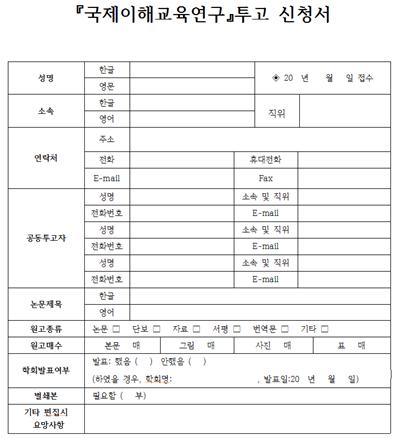 『국제이해교육연구』투고 신청서
성명 한글 ◈ 20 년 월 일 접수
영문
소속 한글 직위
영어
연락처 주소
전화 휴대전화
E-mail Fax
공동투고자 성명 소속 및 직위
전화번호 E-mail
성명 소속 및 직위
전화번호 E-mail
성명 소속 및 직위
전화번호 E-mail
논문제목 한글
영어
원고종류 논문 □ 단보 □ 자료 □ 서평 □ 번역문 □ 기타 □
원고매수 본문 매 그림 매 사진 매 표 매
학회발표여부 발표: 했음 ( ) 안했음 ( )
(하였을 경우, 학회명: , 발표일:20 년 월 일)
별쇄본 필요함 ( 부)
기타 편집시
요망사항